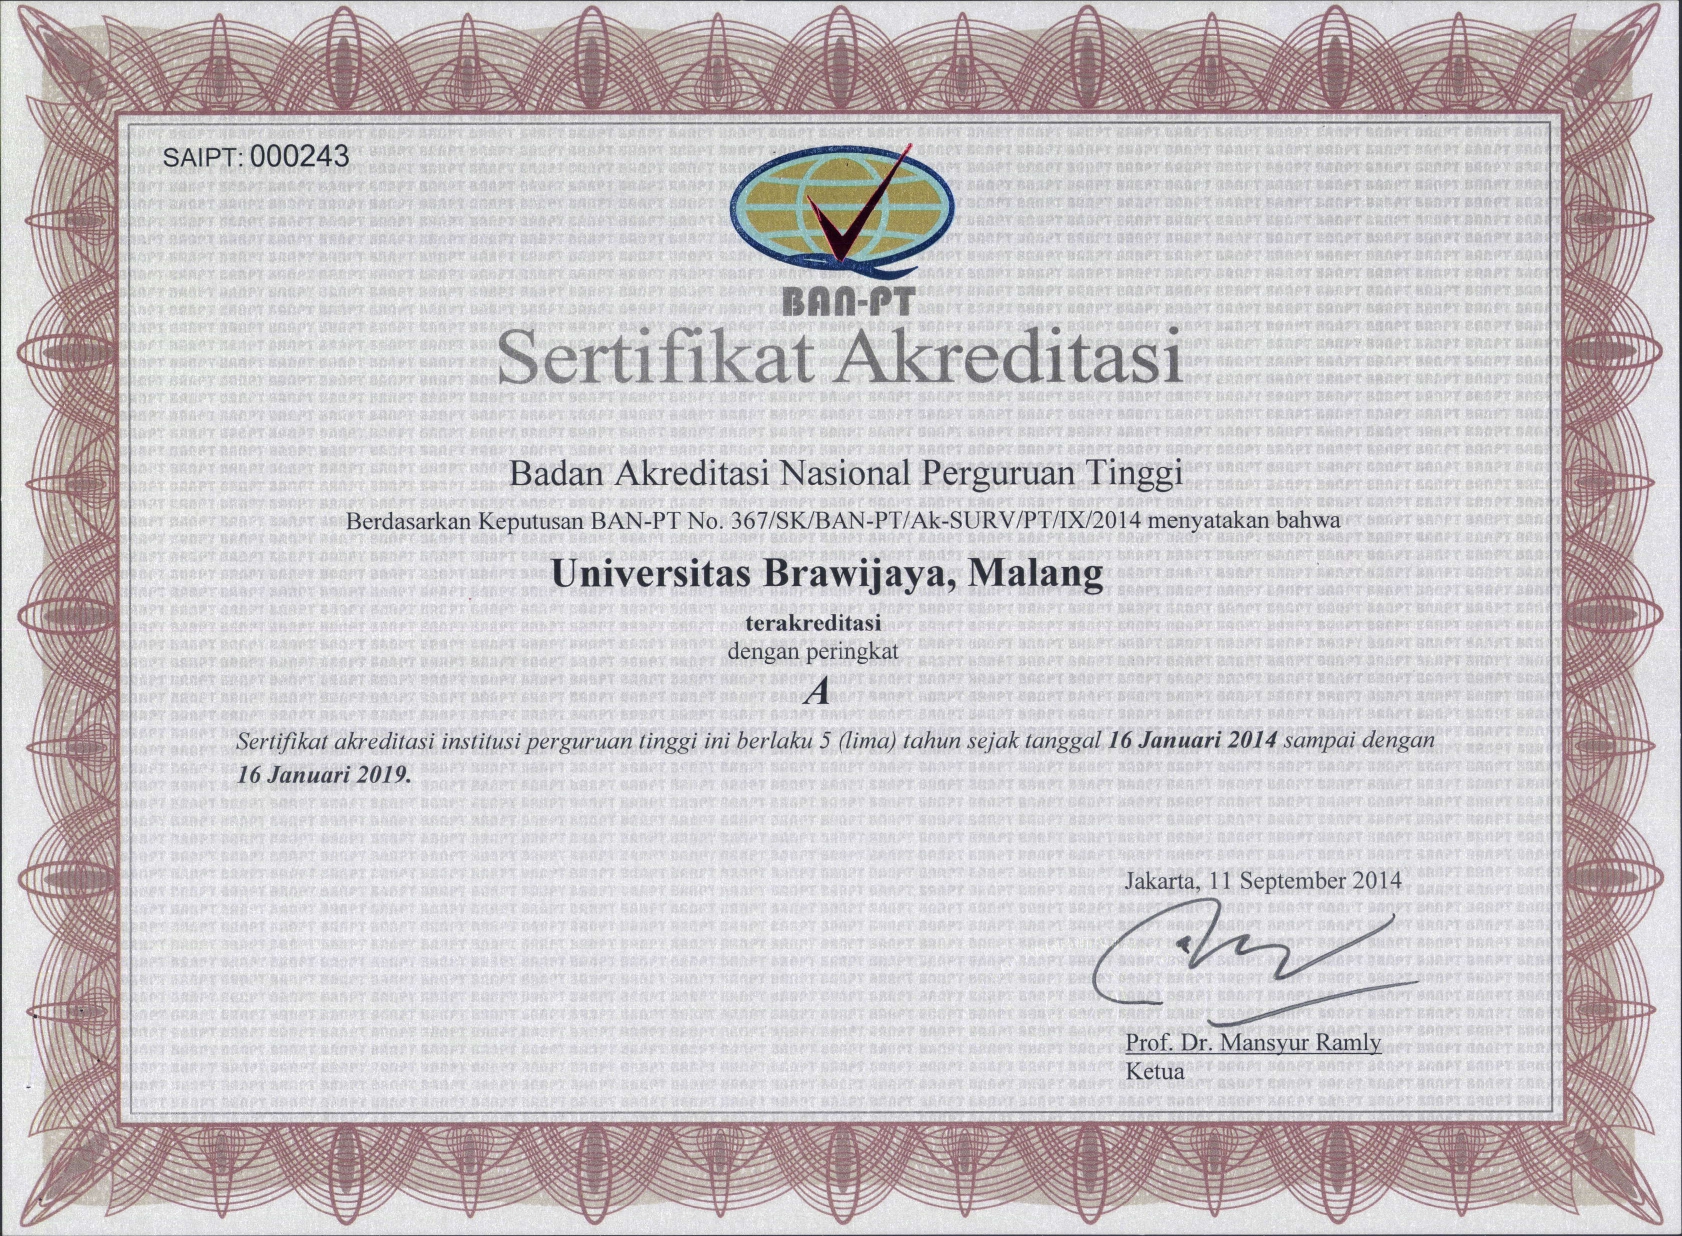 SAIPT: 000243
BAN-PT
Sertifikat Akreditasi
Badan Akreditasi Nasional Perguruan Tinggi
Berdasarkan Keputusan BAN-PT No. 367/SK/BAN-PT/Ak-SURV/PT/IX/2014 menyatakan bahwa
Universitas Brawijaya, Malang
terakreditasi
dengan peringkat
A
Sertifikat akreditasi institusi perguruan tinggi ini berlaku 5 (lima) tahun sejak tanggal 16 Januari 2014 sampai dengan
16 Januari 2019.
Jakarta, 11 September 2014
Prof. Dr. Mansyur Ramly
Ketua